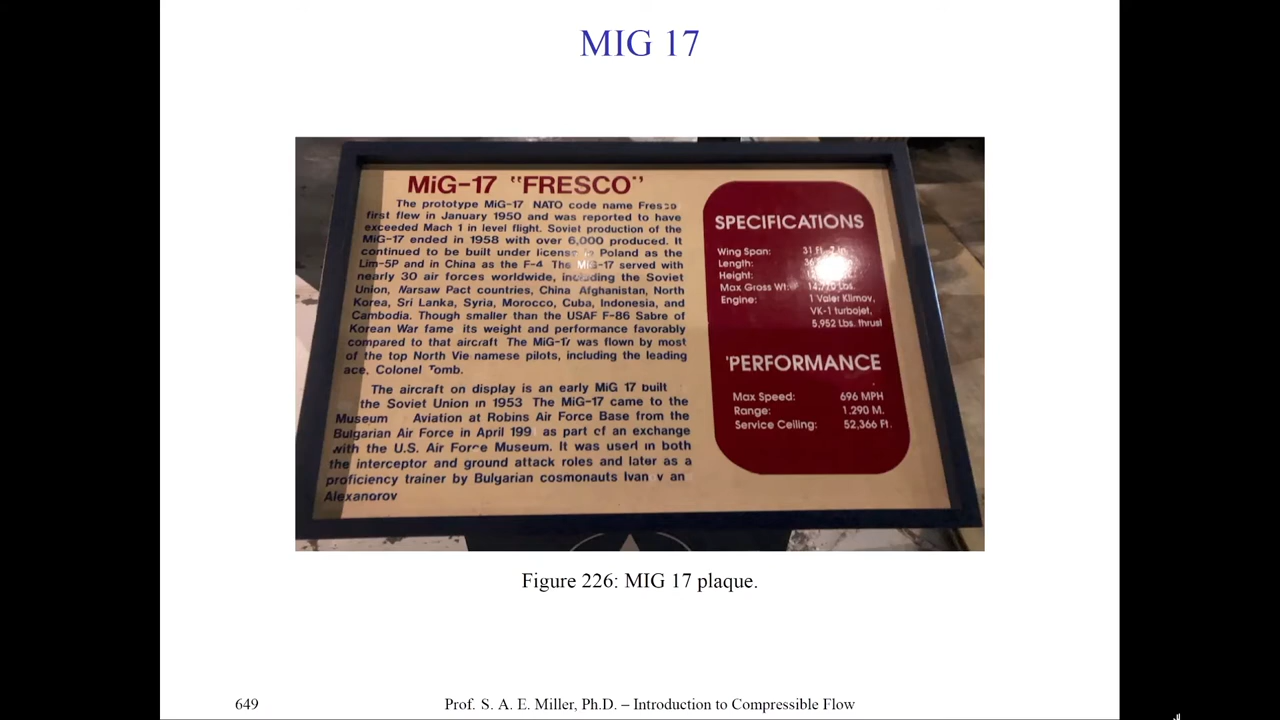 MIG 17
MiG-17 "FRESCO"
The prototype MiG-17 NATO code name Fresco
first flew in January 1950 and was reported to have
exceeded Mach 1 in level flight. Soviet production of the
MiG-17 ended in 1958 with over 6,000 produced. It
continued to be built under license Poland as the
Lim-5P and in China as the F-4 The MiG-17 served with
nearly 30 air forces worldwide, including the Soviet
Union, Warsaw Pact countries, China Afghanistan, North
Korea, Sri Lanka, Syria, Morocco, Cuba, Indonesia, and
Cambodia. Though smaller than the USAF F-86 Sabre of
Korean War fame its weight and performance favorably
compared to that aircraft The MiG-17 was flown by most
of the top North Vie namese pilots, including the leading
ace, Colonel Tomb.
The aircraft on display is an early MiG 17 built
the Soviet Union in 1953 The MiG-17 came to the
Museum Aviation at Robins Air Force Base from the
Bulgarian Air Force in April 199 as part of an exchange
with the U.S. Air Force Museum. It was used in both
the interceptor and ground attack roles and later as a
proficiency trainer by Bulgarian cosmonauts Ivan v an
Alexanorov
SPECIFICATIONS
Wing Span: 31 Ft. 2 in.
Length: 36
Height:
Max Gross Wt: Lbs.
Engine: 1 Valer Klimov,
VK-1 turbojet,
5,952 Lbs. thrust
PERFORMANCE
Max Speed: 696 MPH
Range: 1,290 M.
Service Ceiling: 52,366 Ft.
Figure 226: MIG 17 plaque.
649 Prof. S. A. E. Miller, Ph.D. – Introduction to Compressible Flow